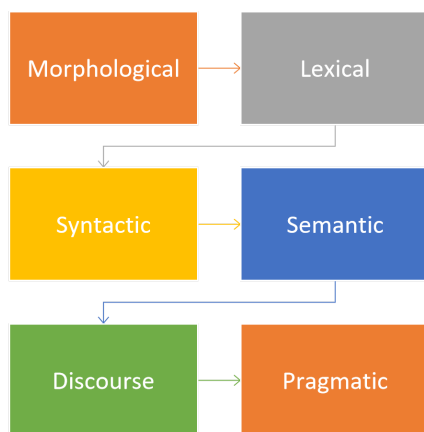 Morphological
Lexical
Syntactic
Semantic
Discourse
Pragmatic